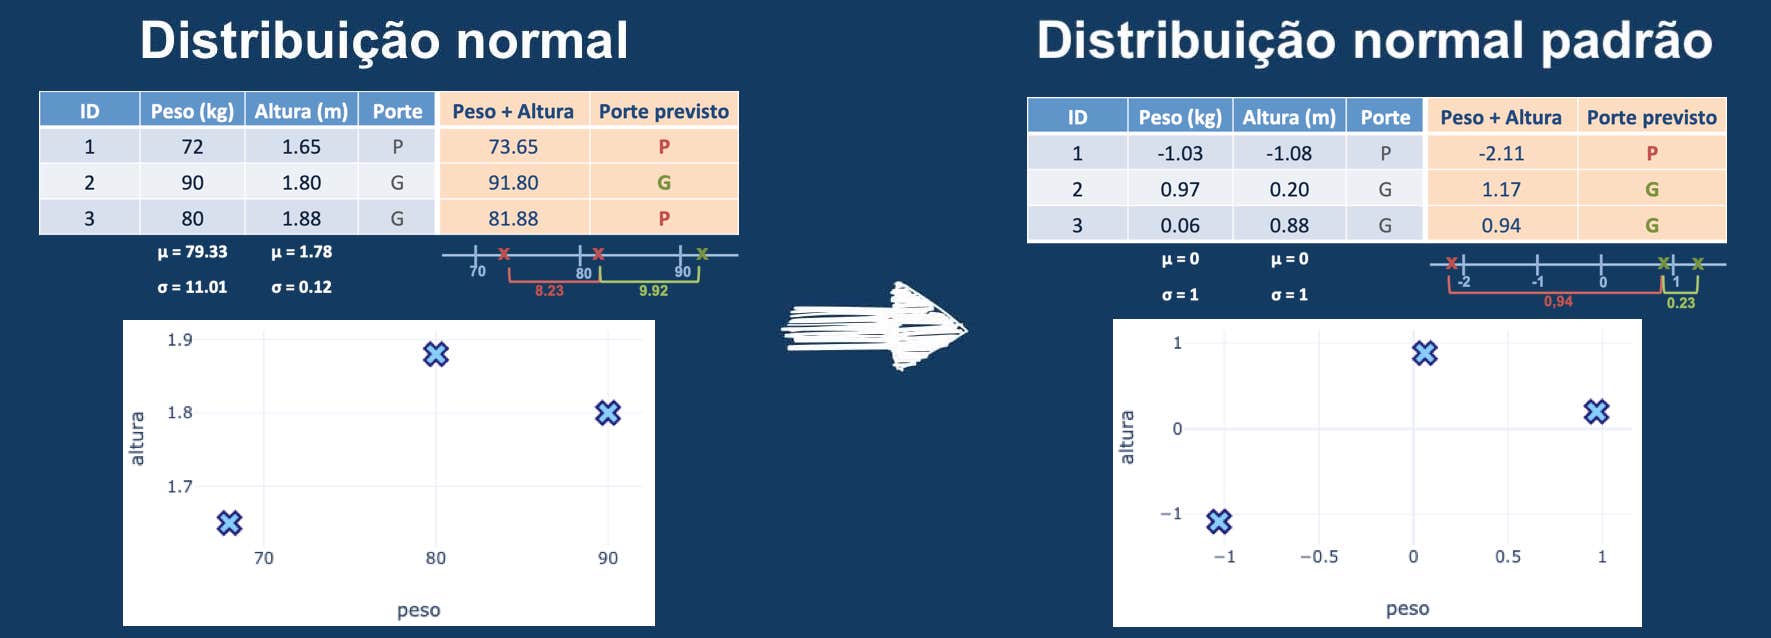 Distribuição normal
ID Peso (kg) Altura (m) Porte Peso + Altura Porte previsto
1 72 1.65 P 73.65 P
2 90 1.80 G 91.80 G
3 80 1.88 G 81.88 P
μ = 79.33 μ = 1.78
σ = 11.01 σ = 0.12
x x x
70 80 90
8.23 9.92
1.9
1.8
1.7
altura
70 80 90
peso
Distribuição normal padrão
ID Peso (kg) Altura (m) Porte Peso + Altura Porte previsto
1 -1.03 -1.08 P -2.11 P
2 0.97 0.20 G 1.17 G
3 0.06 0.88 G 0.94 G
μ = 0 μ = 0
σ = 1 σ = 1
x x x
-2 -1 0 1
0,94 0.23
1
0
−1
altura
−1 −0.5 0 0.5 1
peso